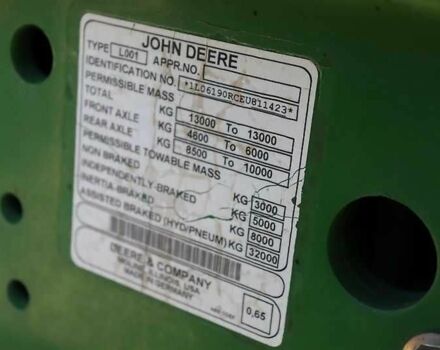 JOHN DEERE
TYPE L001 APPR.NO.
IDENTIFICATION NO. *1L06190RCEU811423*
PERMISSIBLE MASS
TOTAL KG 13000 To 13000
FRONT AXLE KG 4800 To 6000
REAR AXLE KG 8500 To 10000
PERMISSIBLE TOWABLE MASS
NON BRAKED KG 3000
INDEPENDENTLY-BRAKED KG 5000
INERTIA-BRAKED KG 8000
ASSISTED BRAKED (HYD/PNEUM) KG 32000
DEERE & COMPANY
MOLINE, ILLINOIS, USA
MADE IN GERMANY
0,65